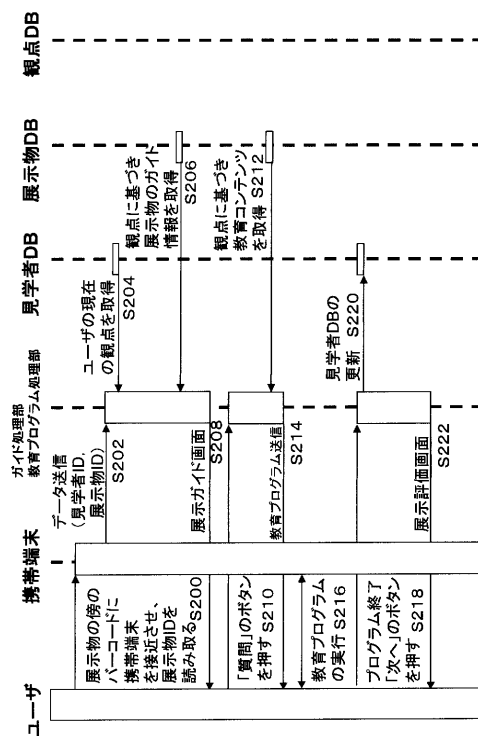 ユーザ
携帯端末
ガイド処理部
教育プログラム処理部
見学者DB
展示物DB
観点DB
展示物の傍の
バーコードに
携帯端末
を接近させ、
展示物IDを
読み取るS200
データ送信
(見学者ID、
展示物ID)
S202
ユーザの現在
の観点を取得
S204
観点に基づき
展示物のガイド
情報を取得
S206
展示ガイド画面
S208
「質問」のボタン
を押す S210
観点に基づき
教育コンテンツ
を取得 S212
教育プログラム送信
S214
教育プログラム
の実行 S216
プログラム終了
「次へ」のボタン
を押す S218
見学者DBの
更新 S220
展示評価画面
S222